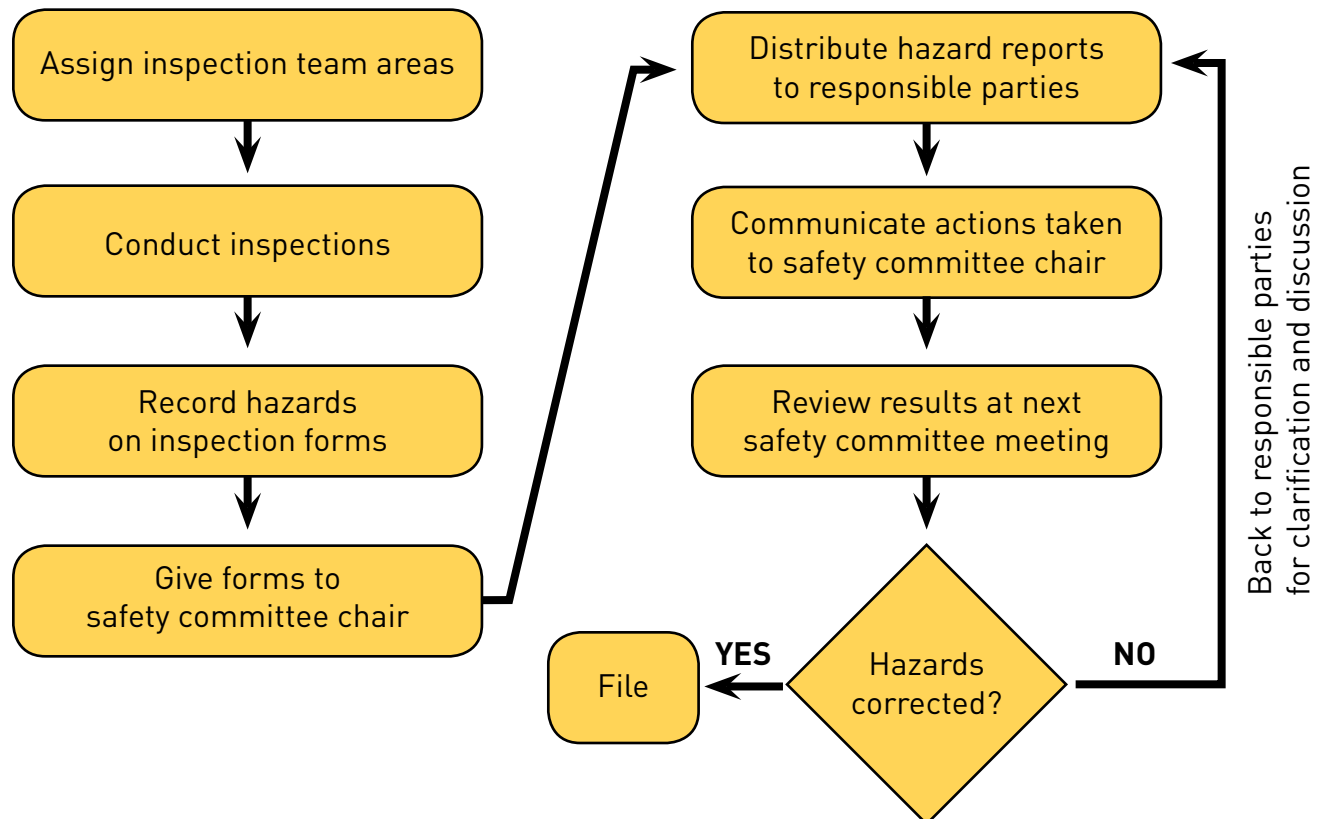 Assign inspection team areas
Conduct inspections
Record hazards
on inspection forms
Give forms to
safety committee chair
Distribute hazard reports
to responsible parties
Communicate actions taken
to safety committee chair
Review results at next
safety committee meeting
Hazards
corrected?
YES
File
NO
Back to responsible parties
for clarification and discussion